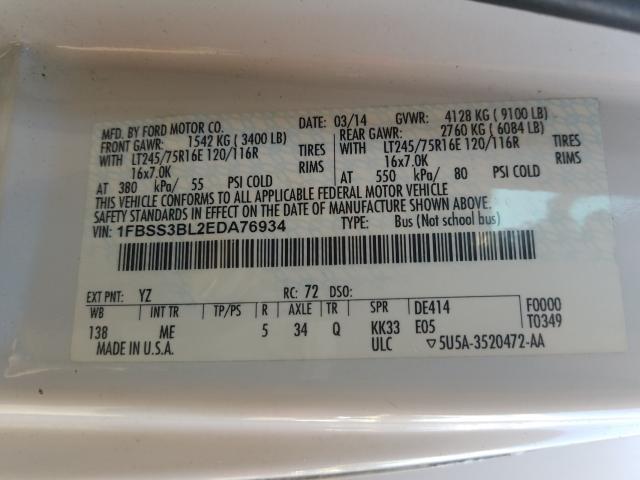 MFD. BY FORD MOTOR CO. DATE: 03/14 GVWR: 4128 KG ( 9100 LB)
FRONT GAWR: 1542 KG ( 3400 LB) REAR GAWR: 2760 KG ( 6084 LB)
WITH LT245/75R16E 120/116R TIRES WITH LT245/75R16E 120/116R TIRES
16x7.0K RIMS 16x7.0K RIMS
AT 380 kPa/ 55 PSI COLD AT 550 kPa/ 80 PSI COLD
THIS VEHICLE CONFORMS TO ALL APPLICABLE FEDERAL MOTOR VEHICLE
SAFETY STANDARDS IN EFFECT ON THE DATE OF MANUFACTURE SHOWN ABOVE.
VIN: 1FBSS3BL2EDA76934 TYPE: Bus (Not school bus)
EXT PNT: YZ RC: 72 DSO:
WB INT TR TP/PS R AXLE TR SPR DE414 F0000
138 ME 5 34 Q KK33 E05 T0349
MADE IN U.S.A. ULC ▽5U5A-3520472-AA